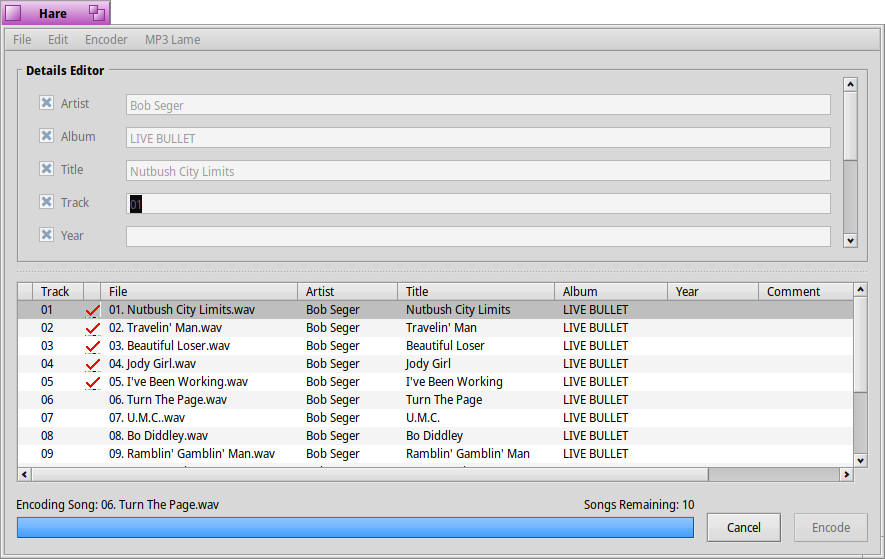 Hare
File Edit Encoder MP3 Lame
Details Editor
Artist Bob Seger
Album LIVE BULLET
Title Nutbush City Limits
Track 01
Year
Track File Artist Title Album Year Comment
01 01. Nutbush City Limits.wav Bob Seger Nutbush City Limits LIVE BULLET
02 02. Travelin' Man.wav Bob Seger Travelin' Man LIVE BULLET
03 03. Beautiful Loser.wav Bob Seger Beautiful Loser LIVE BULLET
04 04. Jody Girl.wav Bob Seger Jody Girl LIVE BULLET
05 05. I've Been Working.wav Bob Seger I've Been Working LIVE BULLET
06 06. Turn The Page.wav Bob Seger Turn The Page LIVE BULLET
07 07. U.M.C..wav Bob Seger U.M.C. LIVE BULLET
08 08. Bo Diddley.wav Bob Seger Bo Diddley LIVE BULLET
09 09. Ramblin' Gamblin' Man.wav Bob Seger Ramblin' Gamblin' Man LIVE BULLET
Encoding Song: 06. Turn The Page.wav Songs Remaining: 10
Cancel Encode